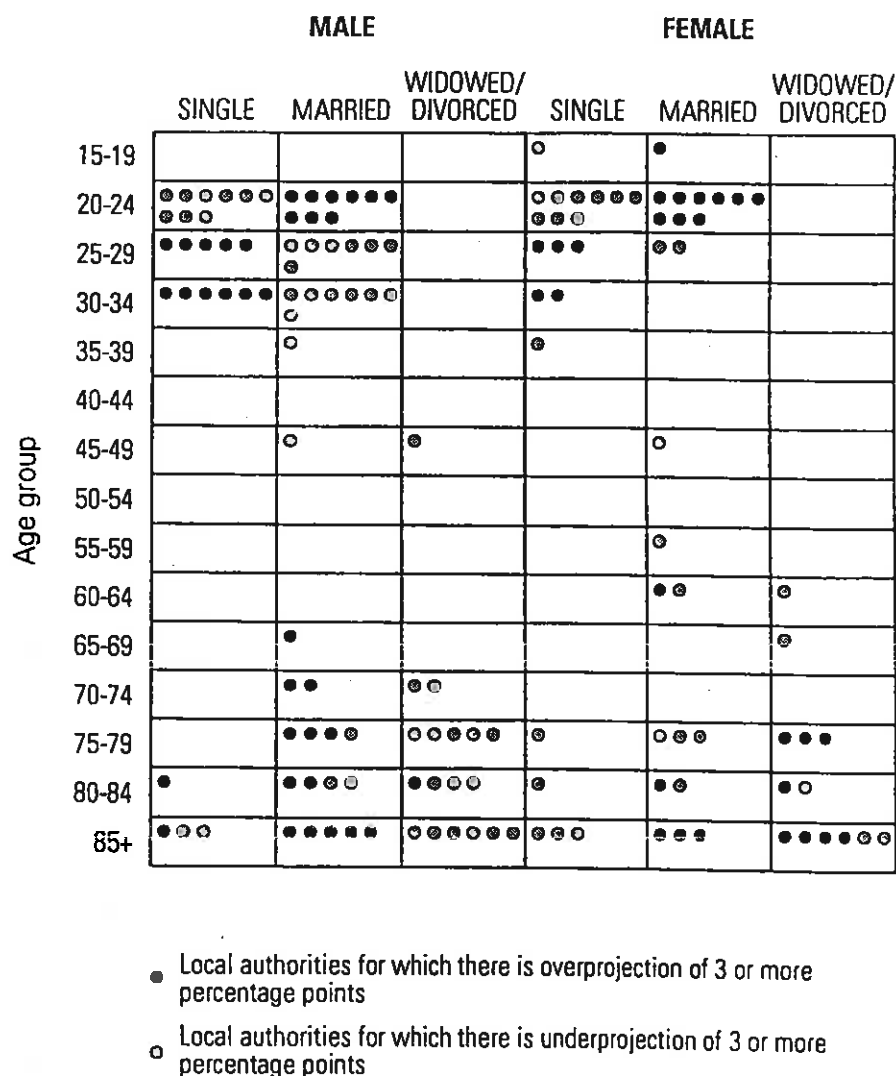 MALE FEMALE
SINGLE MARRIED WIDOWED/ DIVORCED SINGLE MARRIED WIDOWED/ DIVORCED
Age group
15-19
20-24
25-29
30-34
35-39
40-44
45-49
50-54
55-59
60-64
65-69
70-74
75-79
80-84
85+
Local authorities for which there is overprojection of 3 or more
percentage points
Local authorities for which there is underprojection of 3 or more
percentage points